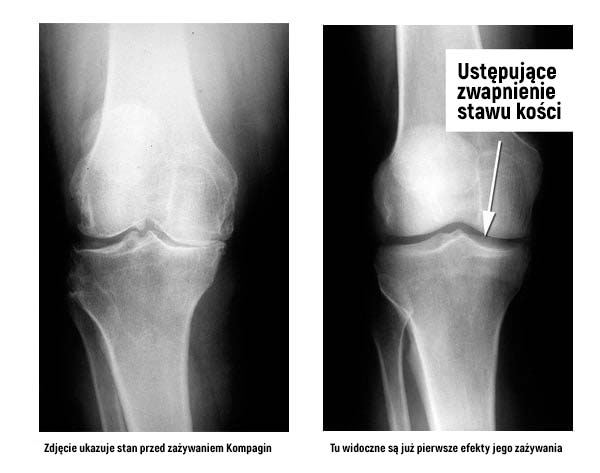 Ustępujące
zwapnienie
stawu kości
Zdjęcie ukazuje stan przed zażywaniem Kompagin
Tu widoczne są już pierwsze efekty jego zażywania